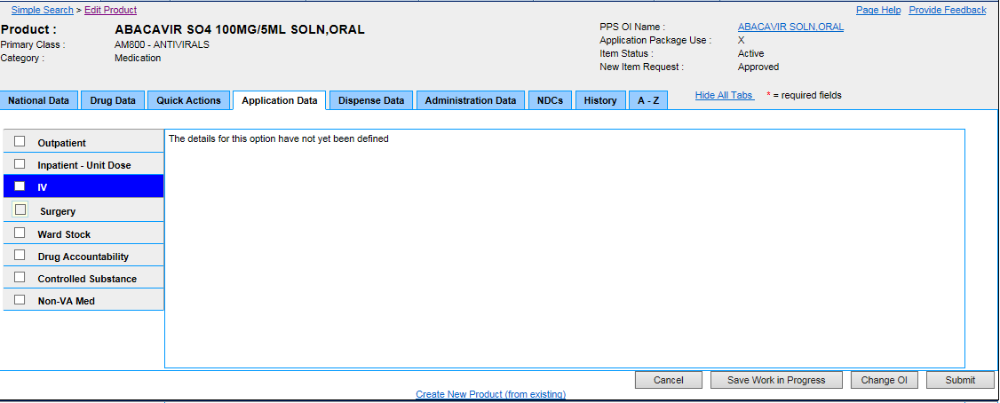 Simple Search > Edit Product
Page Help Provide Feedback
Product : ABACAVIR SO4 100MG/5ML SOLN,ORAL
Primary Class : AM800 - ANTIVIRALS
Category : Medication
PPS OI Name : ABACAVIR SOLN,ORAL
Application Package Use : X
Item Status : Active
New Item Request : Approved
National Data Drug Data Quick Actions Application Data Dispense Data Administration Data NDCs History A - Z
Hide All Tabs * = required fields
Outpatient
Inpatient - Unit Dose
IV
Surgery
Ward Stock
Drug Accountability
Controlled Substance
Non-VA Med
The details for this option have not yet been defined
Cancel Save Work in Progress Change OI Submit
Create New Product (from existing)